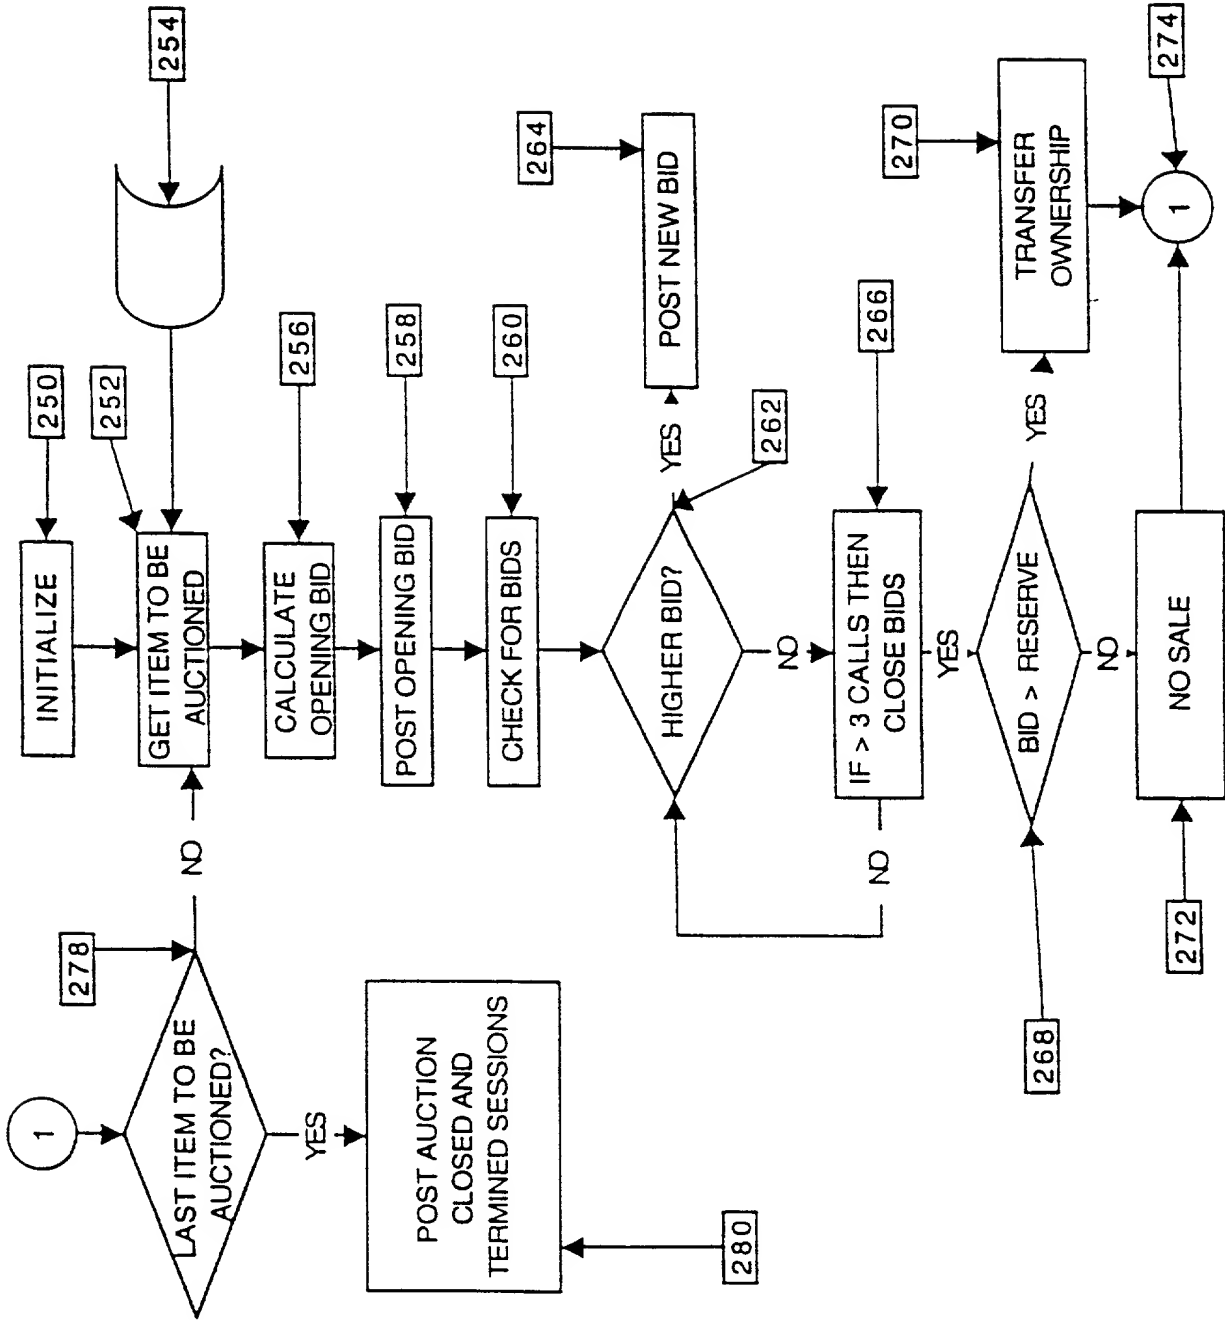 1
278
LAST ITEM TO BE
AUCTIONED?
NO
YES
POST AUCTION
CLOSED AND
TERMINED SESSIONS
280
INITIALIZE
250
252
GET ITEM TO BE
AUCTIONED
254
CALCULATE
OPENING BID
256
POST OPENING BID
258
CHECK FOR BIDS
260
HIGHER BID?
262
YES
POST NEW BID
264
NO
IF > 3 CALLS THEN
CLOSE BIDS
266
NO
YES
BID > RESERVE
268
YES
TRANSFER
OWNERSHIP
270
NO
NO SALE
272
1
274